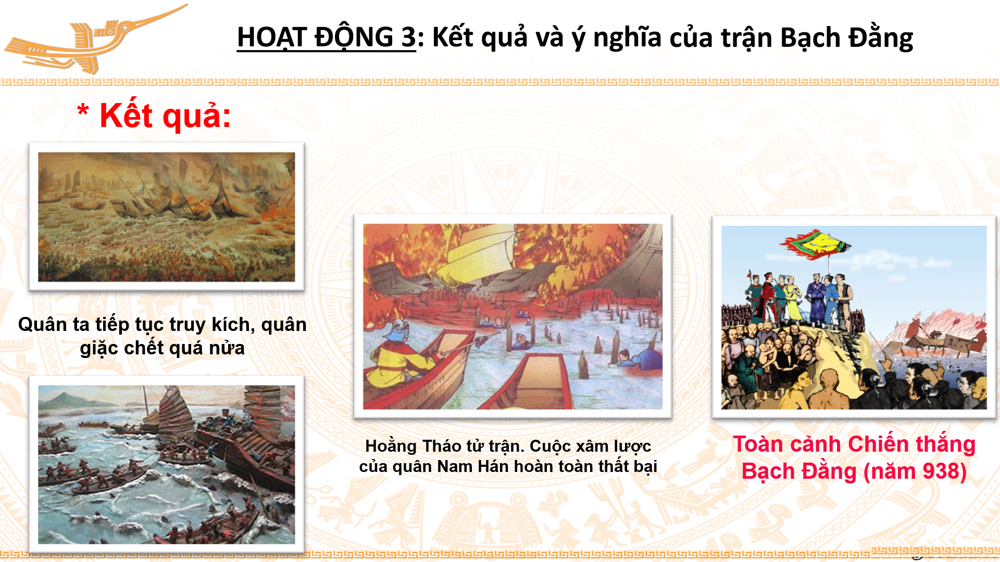 HOẠT ĐỘNG 3: Kết quả và ý nghĩa của trận Bạch Đằng
* Kết quả:
Quân ta tiếp tục truy kích, quân
giặc chết quá nửa
Hoằng Tháo tử trận. Cuộc xâm lược
của quân Nam Hán hoàn toàn thất bại
Toàn cảnh Chiến thắng
Bạch Đằng (năm 938)